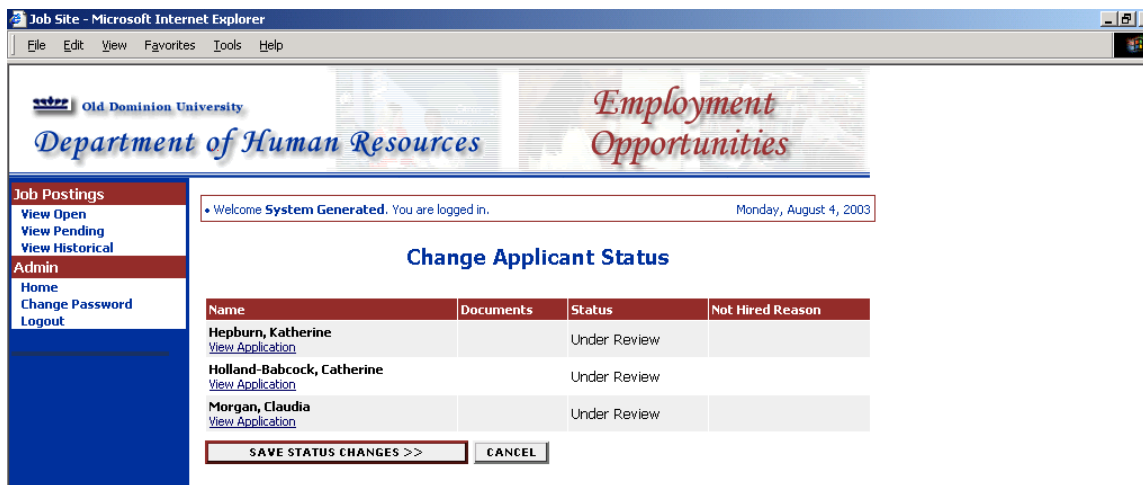 Job Site - Microsoft Internet Explorer
File Edit View Favorites Tools Help
Old Dominion University
Department of Human Resources
Employment
Opportunities
Job Postings
View Open
View Pending
View Historical
Admin
Home
Change Password
Logout
• Welcome System Generated. You are logged in. Monday, August 4, 2003
Change Applicant Status
Name Documents Status Not Hired Reason
Hepburn, Katherine
View Application
Under Review
Holland-Babcock, Catherine
View Application
Under Review
Morgan, Claudia
View Application
Under Review
SAVE STATUS CHANGES >> CANCEL